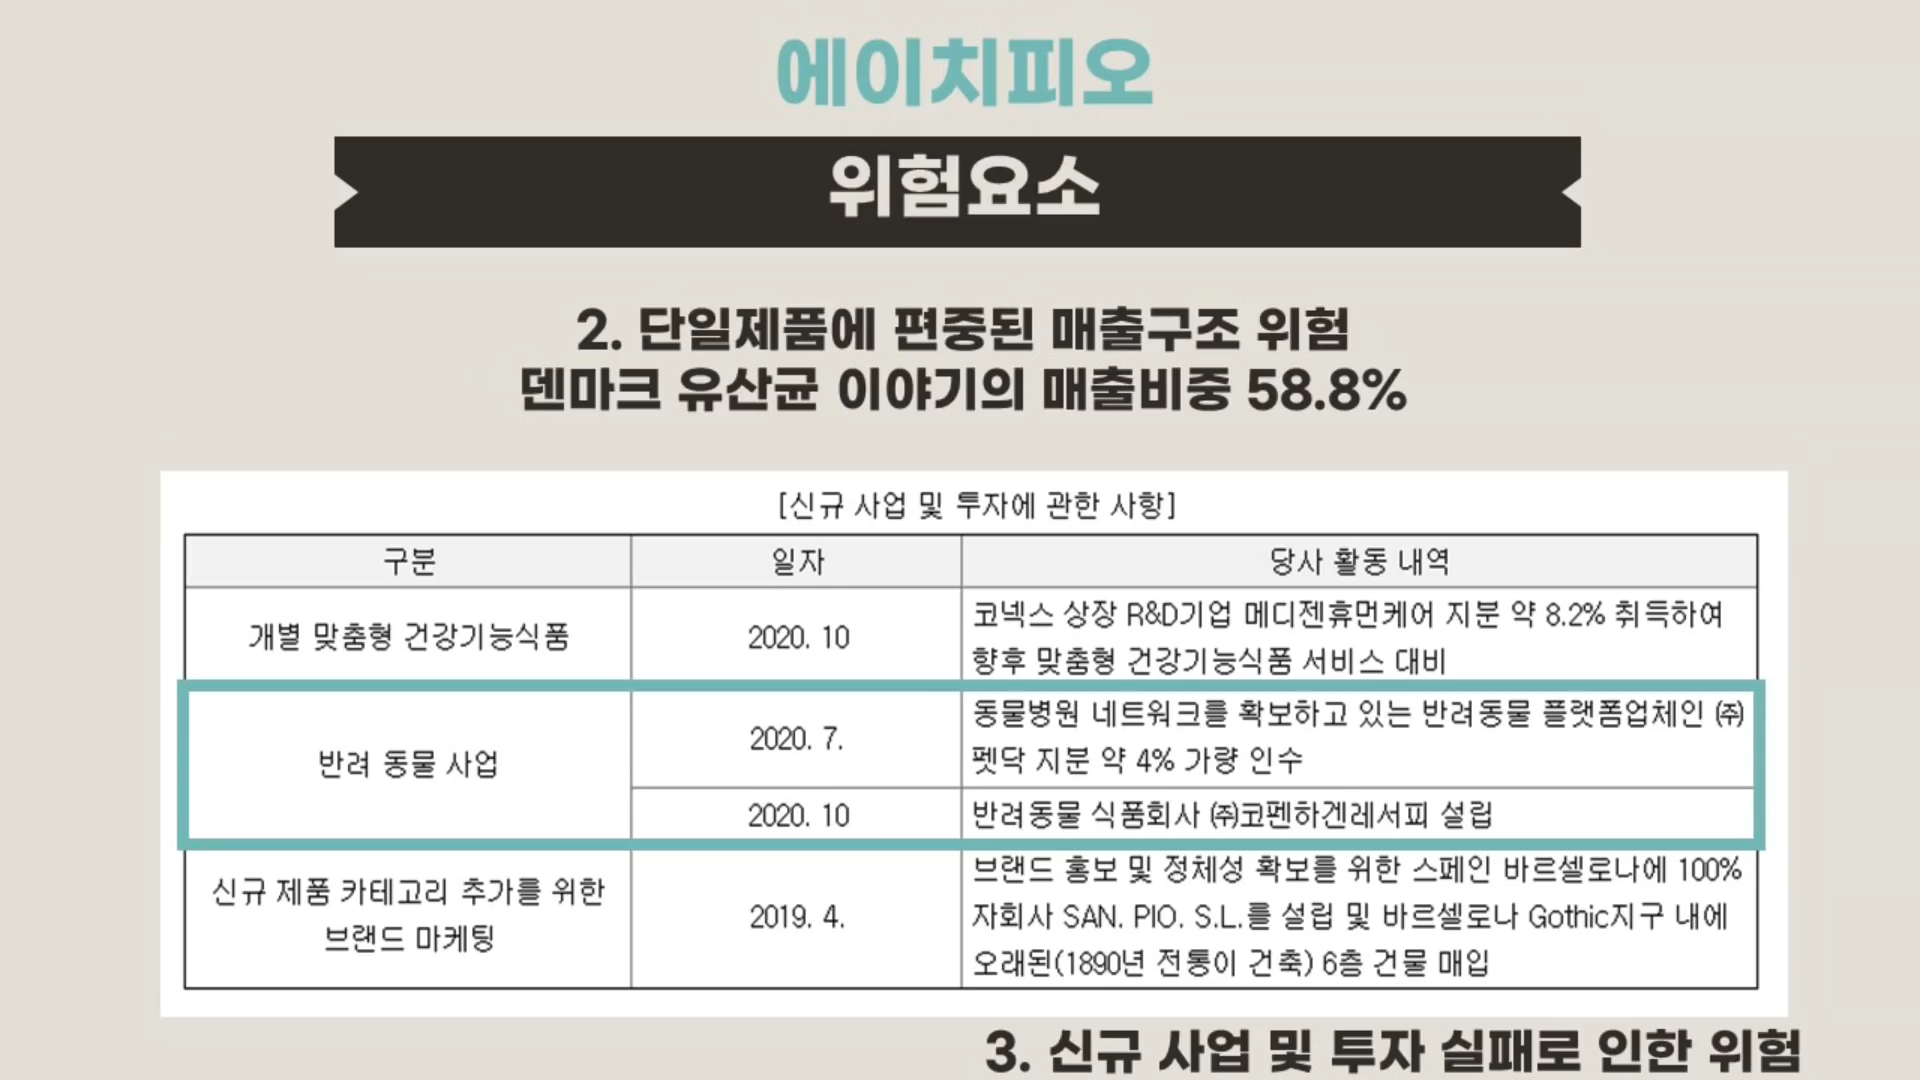 에이치피오
위험요소
2. 단일제품에 편중된 매출구조 위험
덴마크 유산균 이야기의 매출비중 58.8%
[신규 사업 및 투자에 관한 사항]
구분 일자 당사 활동 내역
개별 맞춤형 건강기능식품 2020. 10 코넥스 상장 R&D기업 메디젠휴먼케어 지분 약 8.2% 취득하여
향후 맞춤형 건강기능식품 서비스 대비
반려 동물 사업 2020. 7. 동물병원 네트워크를 확보하고 있는 반려동물 플랫폼업체인 ㈜
펫닥 지분 약 4% 가량 인수
2020. 10 반려동물 식품회사 ㈜코펜하겐레서피 설립
신규 제품 카테고리 추가를 위한
브랜드 마케팅
2019. 4.
브랜드 홍보 및 정체성 확보를 위한 스페인 바르셀로나에 100%
자회사 SAN. PIO. S.L.를 설립 및 바르셀로나 Gothic지구 내에
오래된(1890년 전통이 건축) 6층 건물 매입
3. 신규 사업 및 투자 실패로 인한 위험